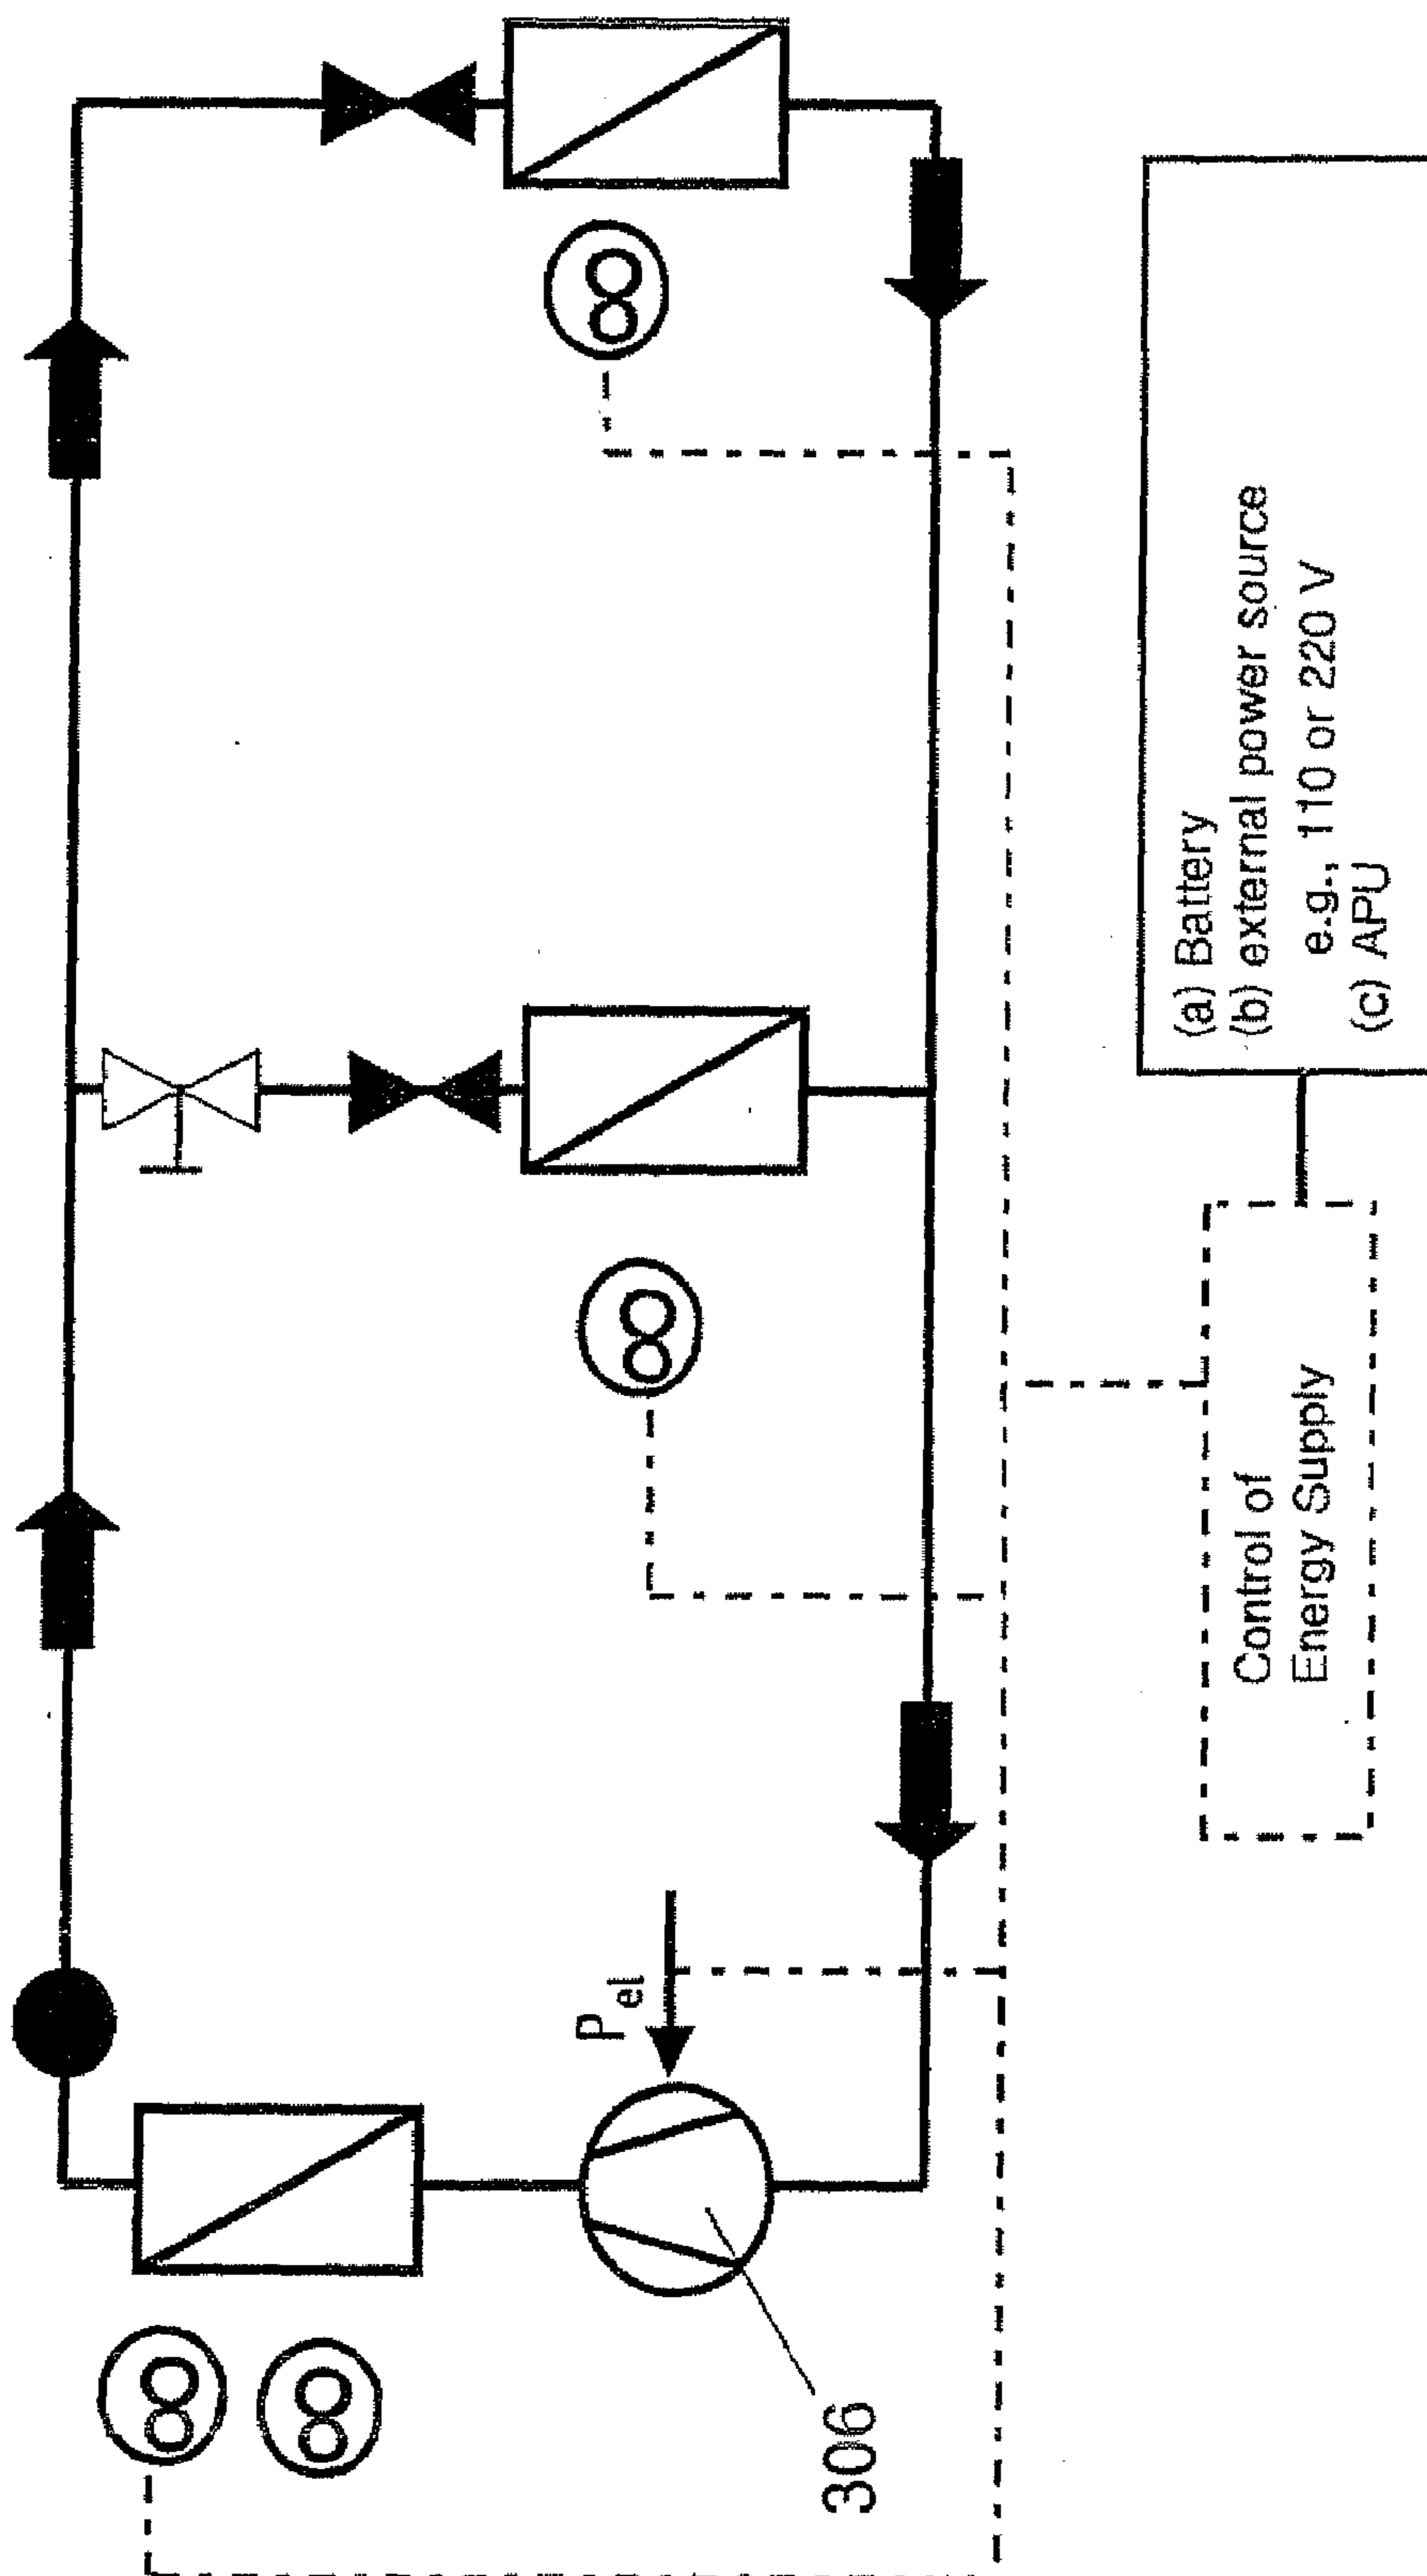 306
P el
Control of
Energy Supply
(a) Battery
(b) external power source
e.g., 110 or 220 V
(c) APU